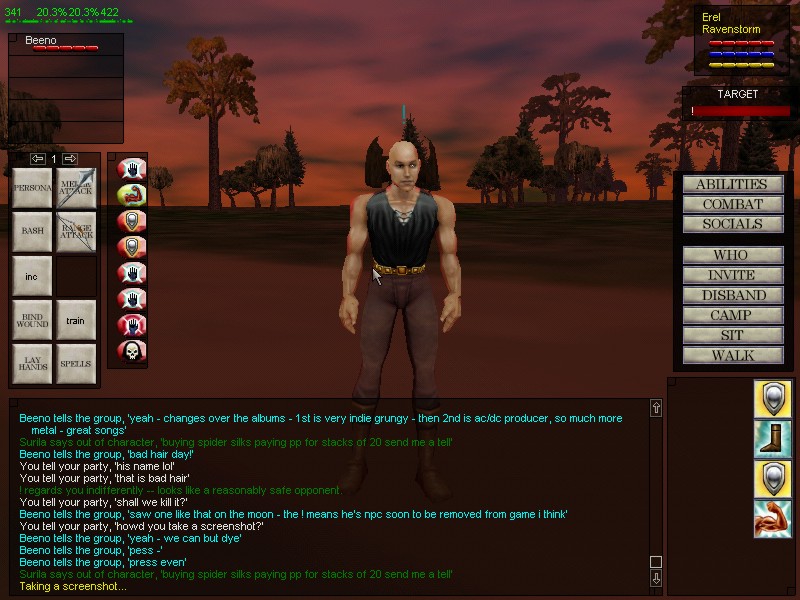 341 20.3%20.3%422
Beeno
Erel
Ravenstorm
TARGET
!
1
PERSONA
MELEE ATTACK
BASH
RANGE ATTACK
inc
BIND WOUND
train
LAY HANDS
SPELLS
ABILITIES
COMBAT
SOCIALS
WHO
INVITE
DISBAND
CAMP
SIT
WALK
Beeno tells the group, 'yeah - changes over the albums - 1st is very indie grungy - then 2nd is ac/dc producer, so much more
metal - great songs'
Surila says out of character, 'buying spider silks paying pp for stacks of 20 send me a tell'
Beeno tells the group, 'bad hair day!'
You tell your party, 'his name lol'
You tell your party, 'that is bad hair'
! regards you indifferently -- looks like a reasonably safe opponent.
You tell your party, 'shall we kill it?'
Beeno tells the group, 'saw one like that on the moon - the ! means he's npc soon to be removed from game i think'
You tell your party, 'howd you take a screenshot?'
Beeno tells the group, 'yeah - we can but dye'
Beeno tells the group, 'pess -'
Beeno tells the group, 'press even'
Surila says out of character, 'buying spider silks paying pp for stacks of 20 send me a tell'
Taking a screenshot...